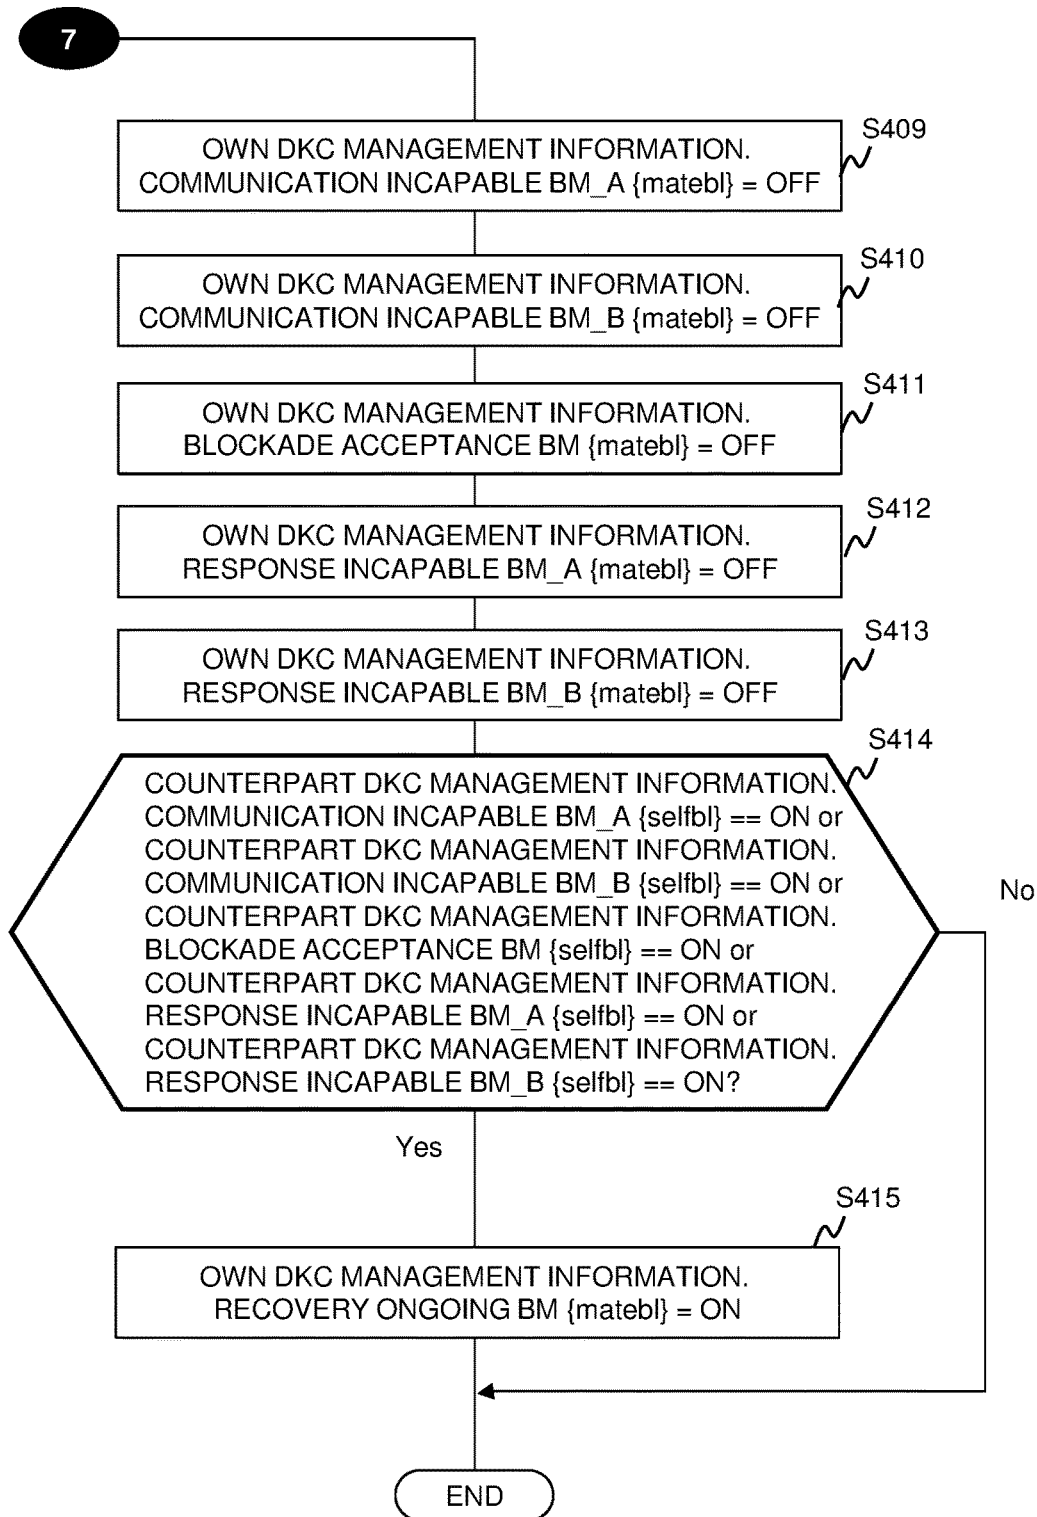 7
S409
OWN DKC MANAGEMENT INFORMATION.
COMMUNICATION INCAPABLE BM_A {matebl} = OFF
S410
OWN DKC MANAGEMENT INFORMATION.
COMMUNICATION INCAPABLE BM_B {matebl} = OFF
S411
OWN DKC MANAGEMENT INFORMATION.
BLOCKADE ACCEPTANCE BM {matebl} = OFF
S412
OWN DKC MANAGEMENT INFORMATION.
RESPONSE INCAPABLE BM_A {matebl} = OFF
S413
OWN DKC MANAGEMENT INFORMATION.
RESPONSE INCAPABLE BM_B {matebl} = OFF
S414
COUNTERPART DKC MANAGEMENT INFORMATION.
COMMUNICATION INCAPABLE BM_A {selfbl} == ON or
COUNTERPART DKC MANAGEMENT INFORMATION.
COMMUNICATION INCAPABLE BM_B {selfbl} == ON or
COUNTERPART DKC MANAGEMENT INFORMATION.
BLOCKADE ACCEPTANCE BM {selfbl} == ON or
COUNTERPART DKC MANAGEMENT INFORMATION.
RESPONSE INCAPABLE BM_A {selfbl} == ON or
COUNTERPART DKC MANAGEMENT INFORMATION.
RESPONSE INCAPABLE BM_B {selfbl} == ON?
No
Yes
S415
OWN DKC MANAGEMENT INFORMATION.
RECOVERY ONGOING BM {matebl} = ON
END